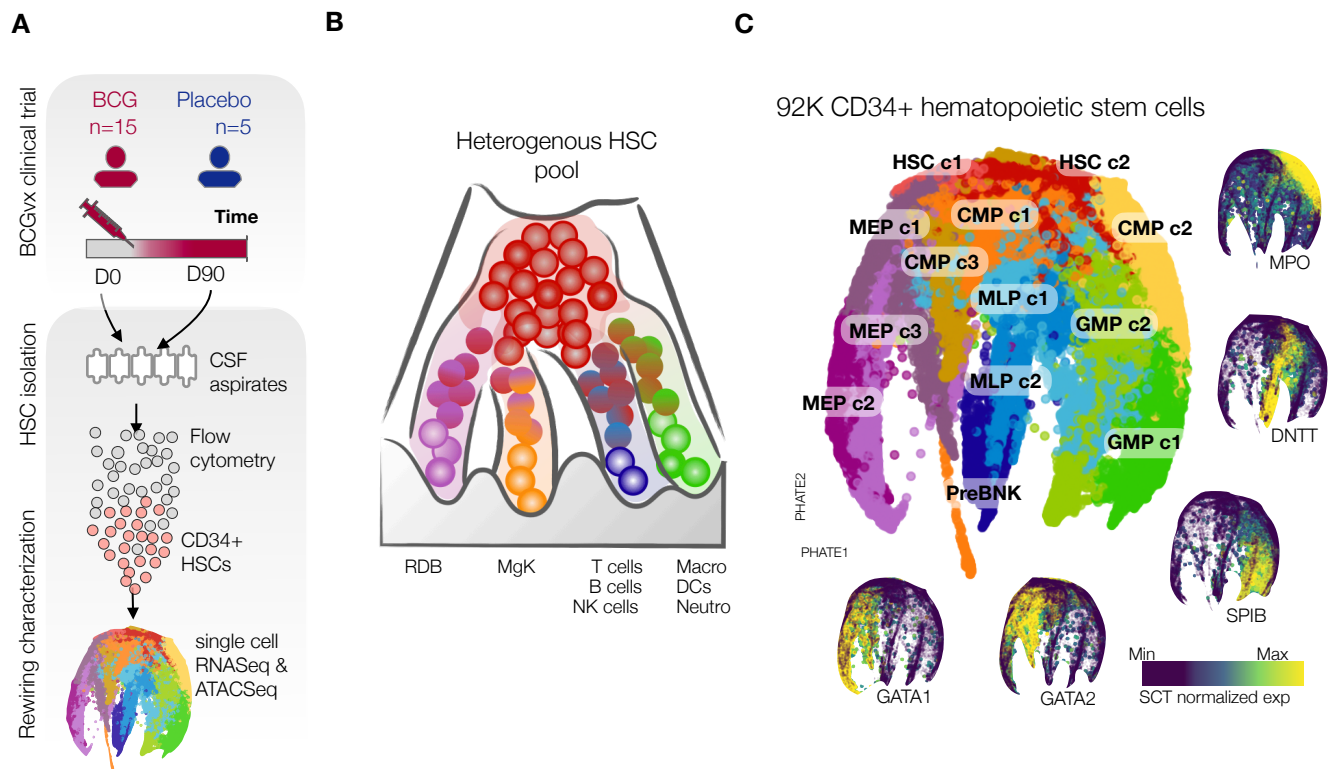 A
BCGvx clinical trial
BCG
n=15
Placebo
n=5
Time
D0
D90
HSC isolation
CSF
aspirates
Flow
cytometry
CD34+
HSCs
Rewiring characterization
single cell
RNASeq &
ATACSeq
B
Heterogenous HSC
pool
RDB
MgK
T cells
B cells
NK cells
Macro
DCs
Neutro
C
92K CD34+ hematopoietic stem cells
HSC c1
HSC c2
MEP c1
CMP c1
CMP c2
CMP c3
MLP c1
MEP c3
GMP c2
MLP c2
MEP c2
GMP c1
PreBNK
PHATE2
PHATE1
MPO
DNTT
SPIB
GATA1
GATA2
Min
Max
SCT normalized exp